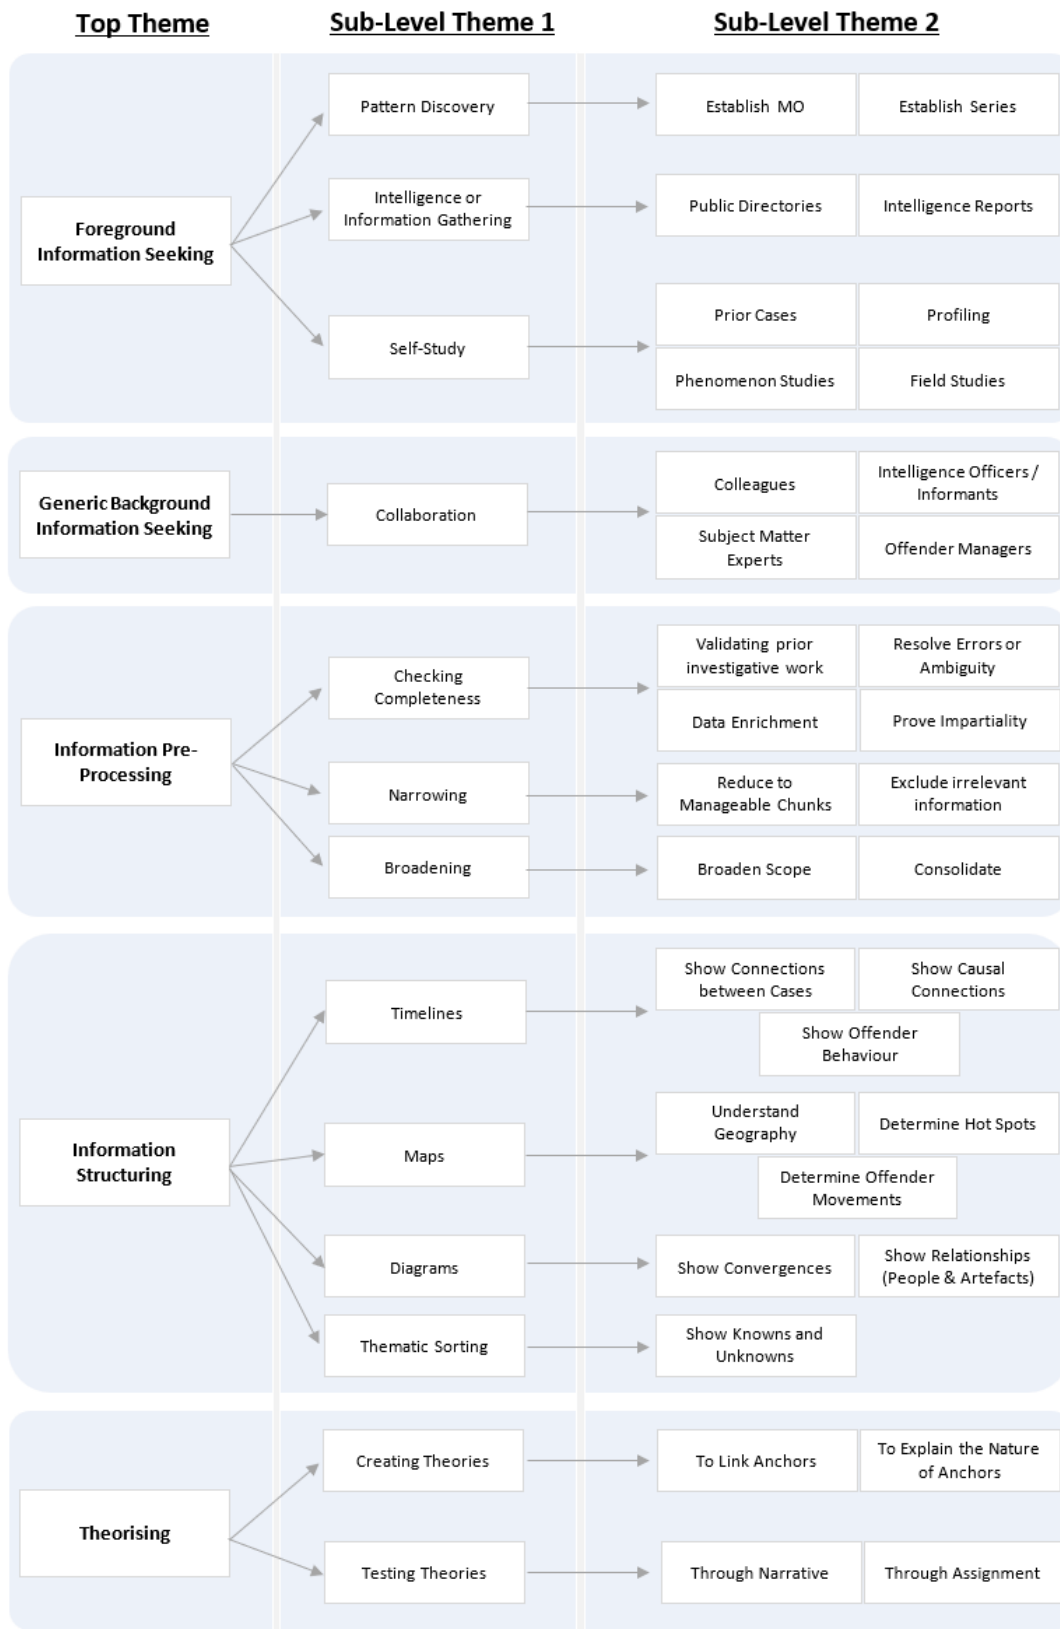 Top Theme
Sub-Level Theme 1
Sub-Level Theme 2
Foreground
Information Seeking
Pattern Discovery
Establish MO
Establish Series
Intelligence or
Information Gathering
Public Directories
Intelligence Reports
Self-Study
Prior Cases
Profiling
Phenomenon Studies
Field Studies
Generic Background
Information Seeking
Collaboration
Colleagues
Intelligence Officers /
Informants
Subject Matter
Experts
Offender Managers
Information Pre-
Processing
Checking
Completeness
Validating prior
investigative work
Resolve Errors or
Ambiguity
Data Enrichment
Prove Impartiality
Narrowing
Reduce to
Manageable Chunks
Exclude irrelevant
information
Broadening
Broaden Scope
Consolidate
Information
Structuring
Timelines
Show Connections
between Cases
Show Causal
Connections
Show Offender
Behaviour
Maps
Understand
Geography
Determine Hot Spots
Determine Offender
Movements
Diagrams
Show Convergences
Show Relationships
(People & Artefacts)
Thematic Sorting
Show Knowns and
Unknowns
Theorising
Creating Theories
To Link Anchors
To Explain the Nature
of Anchors
Testing Theories
Through Narrative
Through Assignment